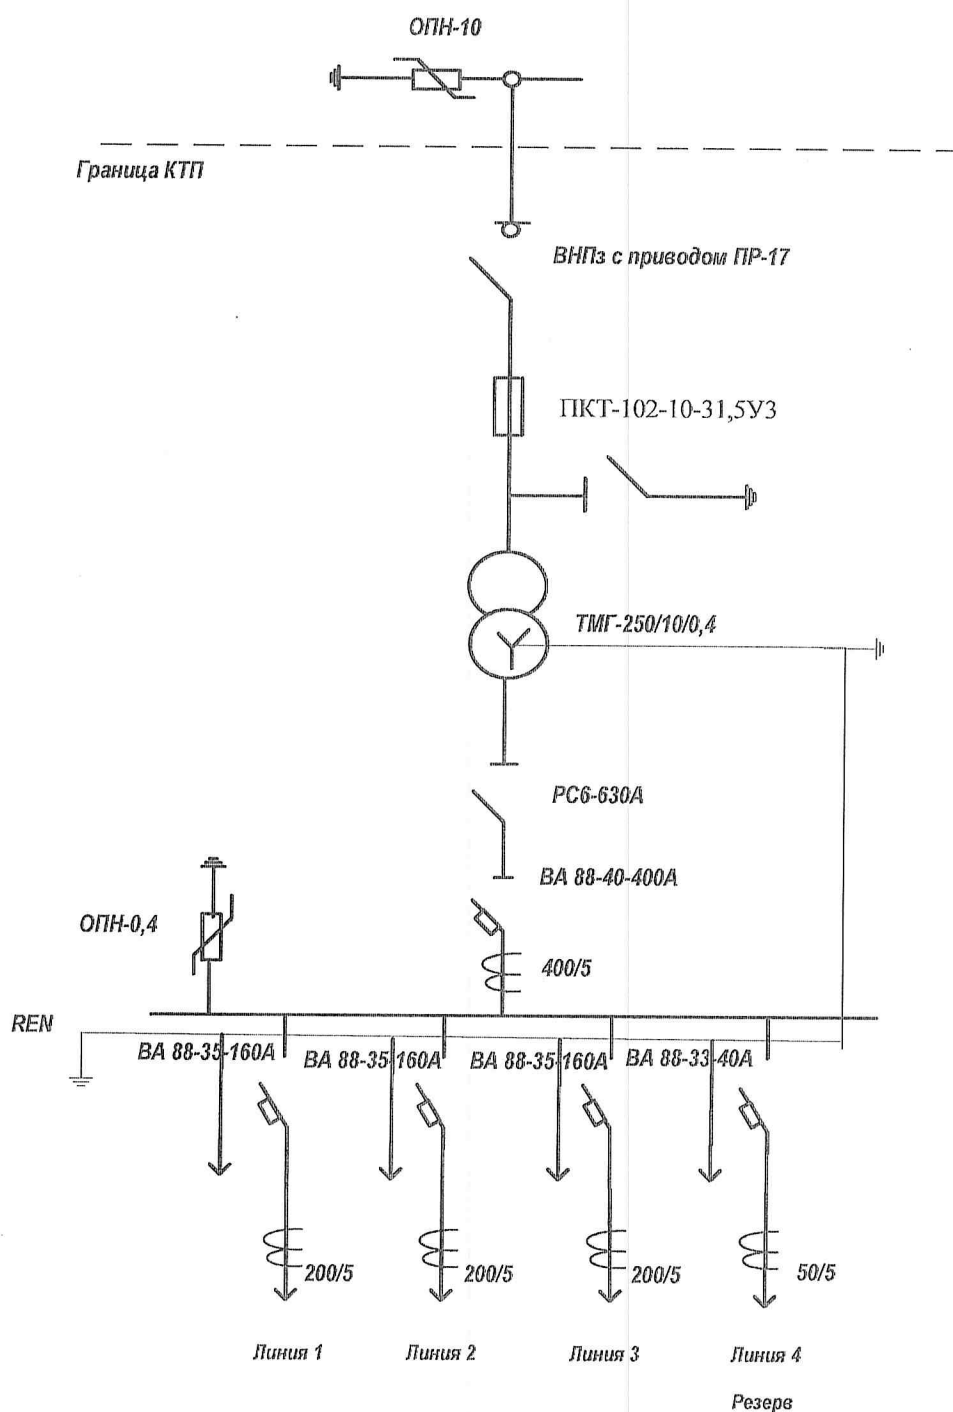 ОПН-10
Граница КТП
ВНПз с приводом ПР-17
ПКТ-102-10-31,5У3
ТМГ-250/10/0,4
РС6-630А
ВА 88-40-400А
ОПН-0,4
400/5
REN
ВА 88-35-160А
ВА 88-35-160А
ВА 88-35-160А
ВА 88-33-40А
200/5
200/5
200/5
50/5
Линия 1
Линия 2
Линия 3
Линия 4
Резерв